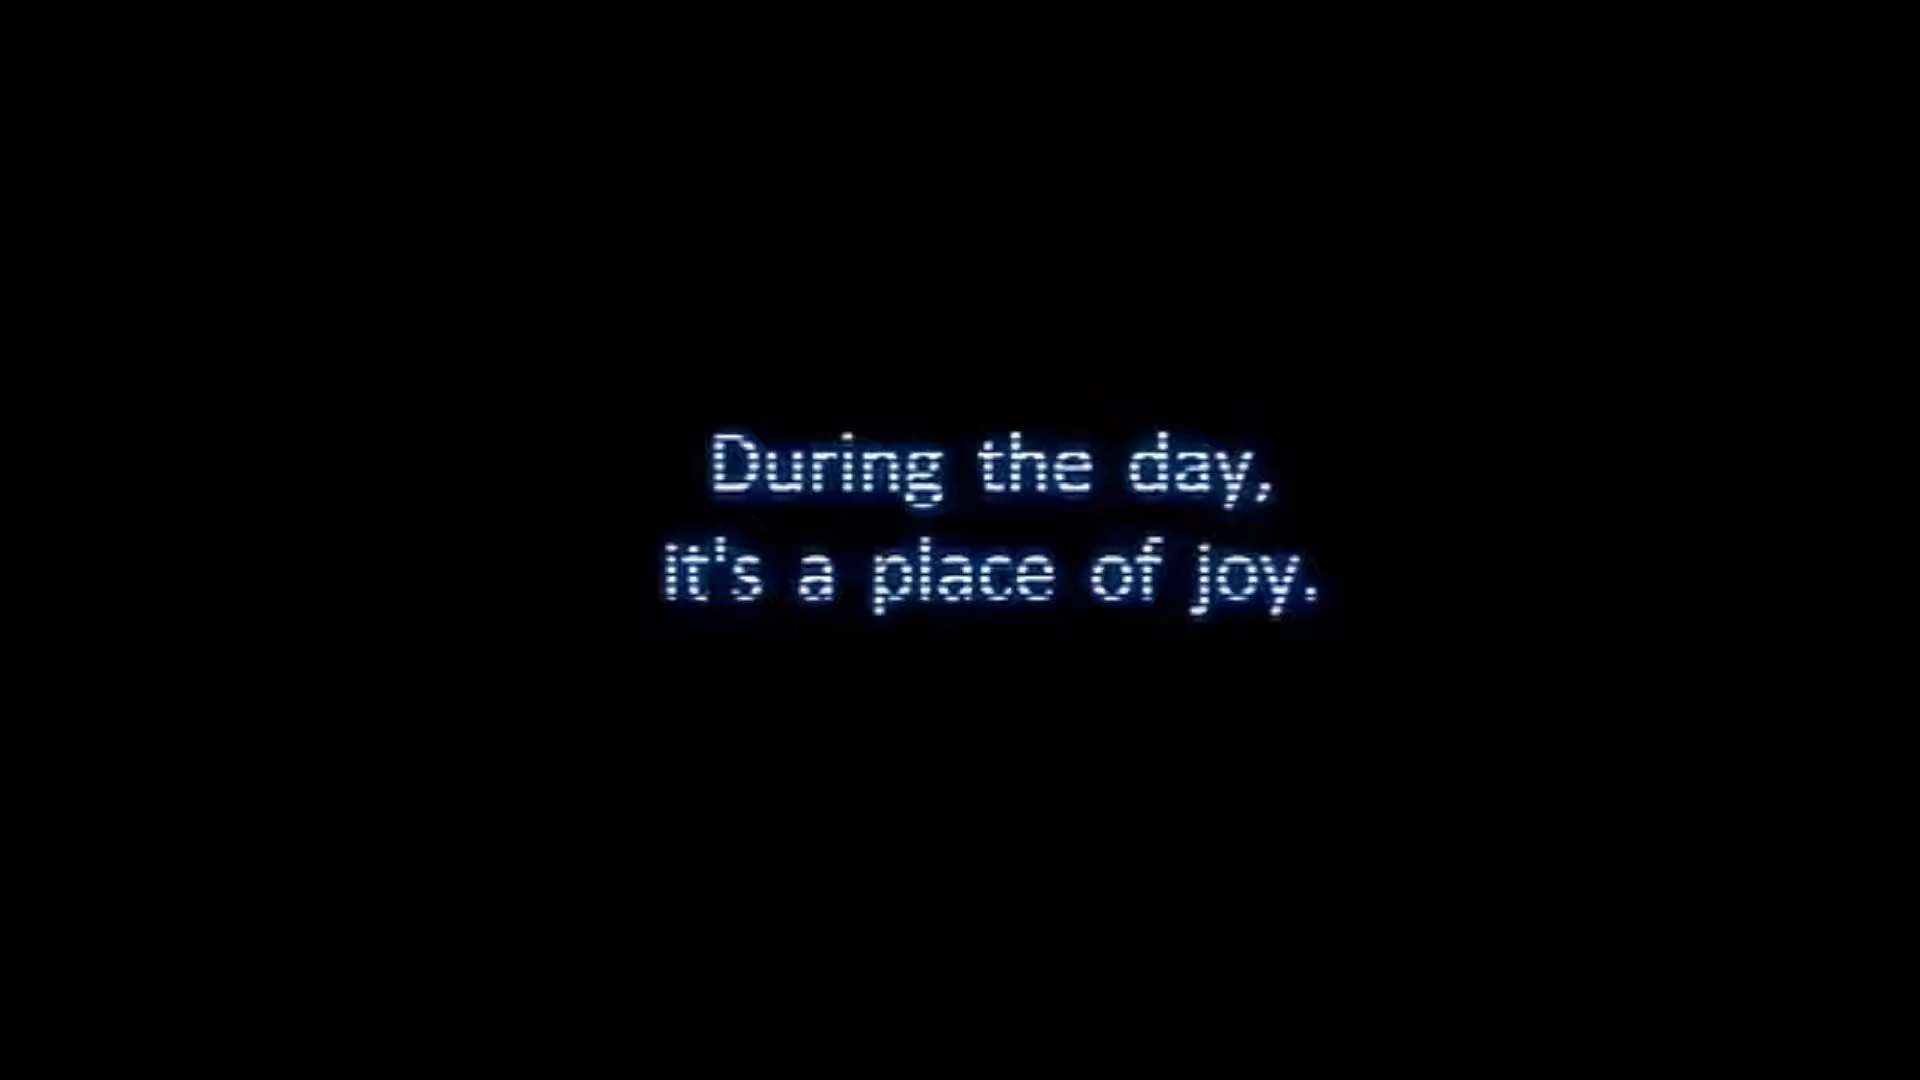 During the day,
it's a place of joy.